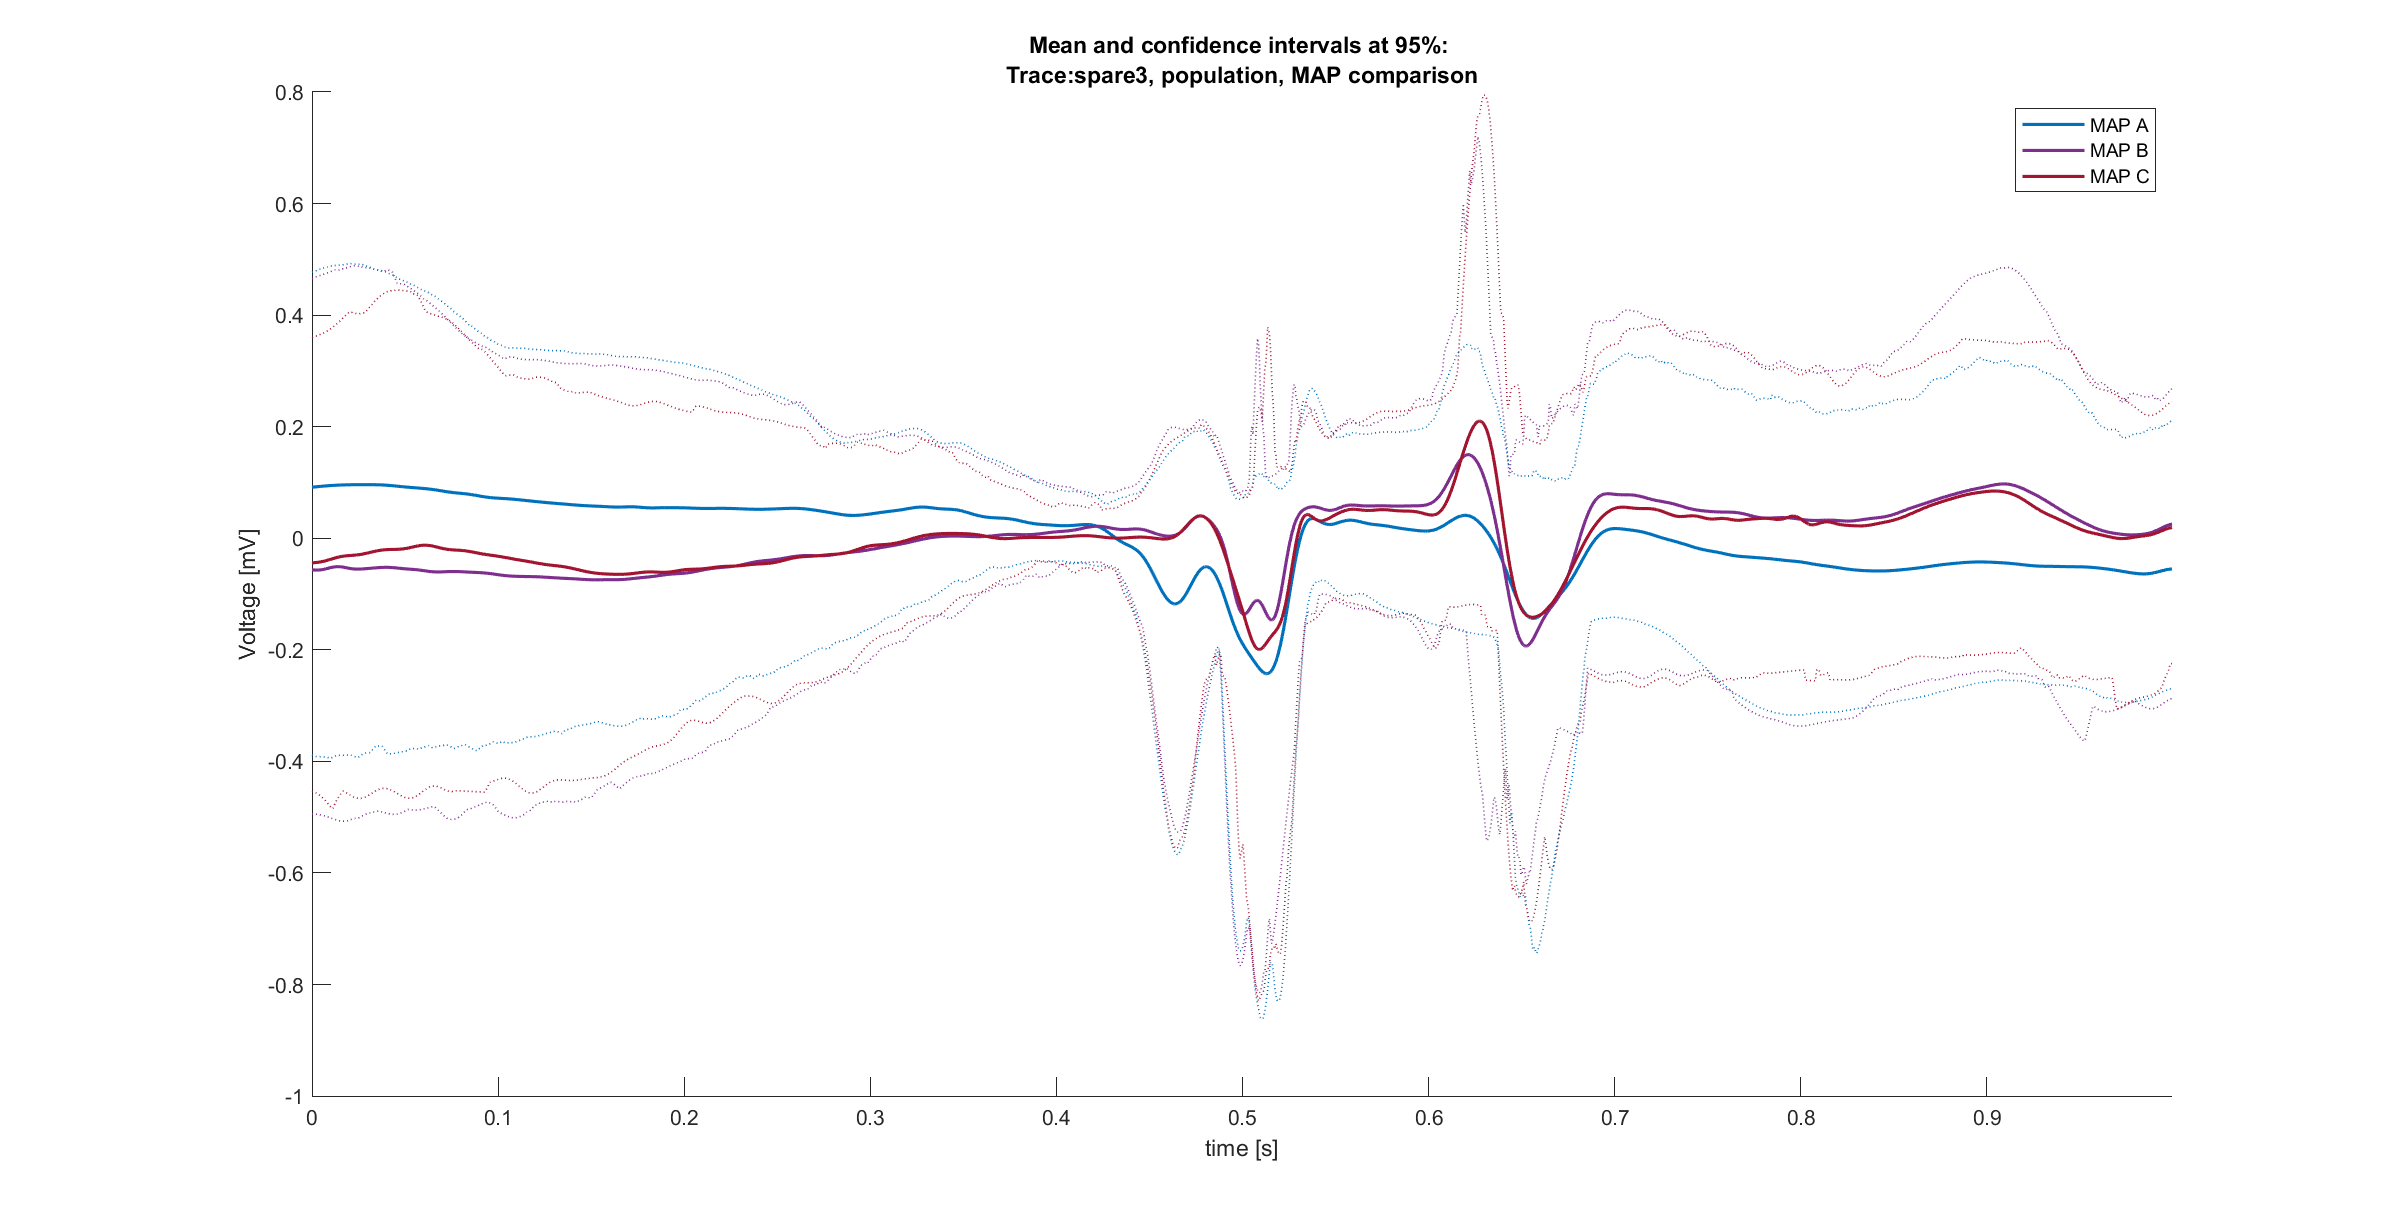 Mean and confidence intervals at 95%:
Trace:spare3, population, MAP comparison
MAP A
MAP B
MAP C
Voltage [mV]
0.8
0.6
0.4
0.2
0
-0.2
-0.4
-0.6
-0.8
-1
0 0.1 0.2 0.3 0.4 0.5 0.6 0.7 0.8 0.9
time [s]